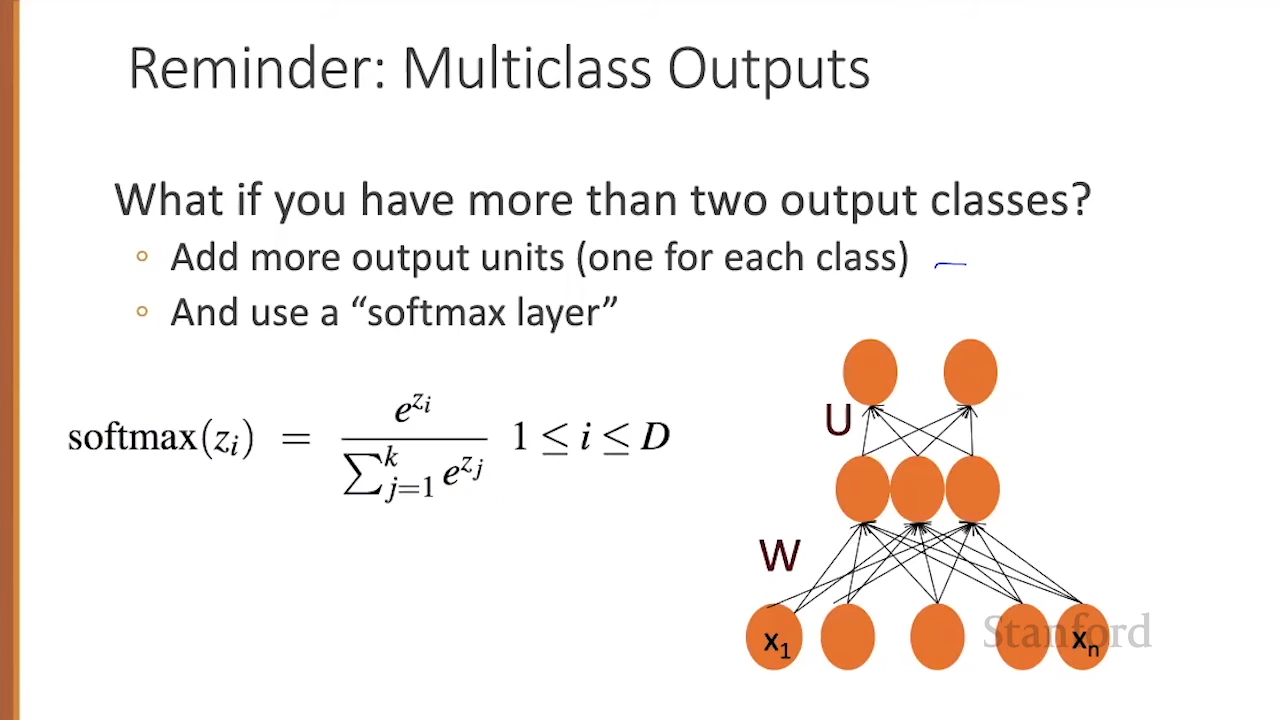 Reminder: Multiclass Outputs
What if you have more than two output classes?
◦ Add more output units (one for each class)
◦ And use a “softmax layer”
softmax(z_i) = e^{z_i} / ∑_{j=1}^{k} e^{z_j} 1 ≤ i ≤ D
U
W
x₁ xₙ
Stanford